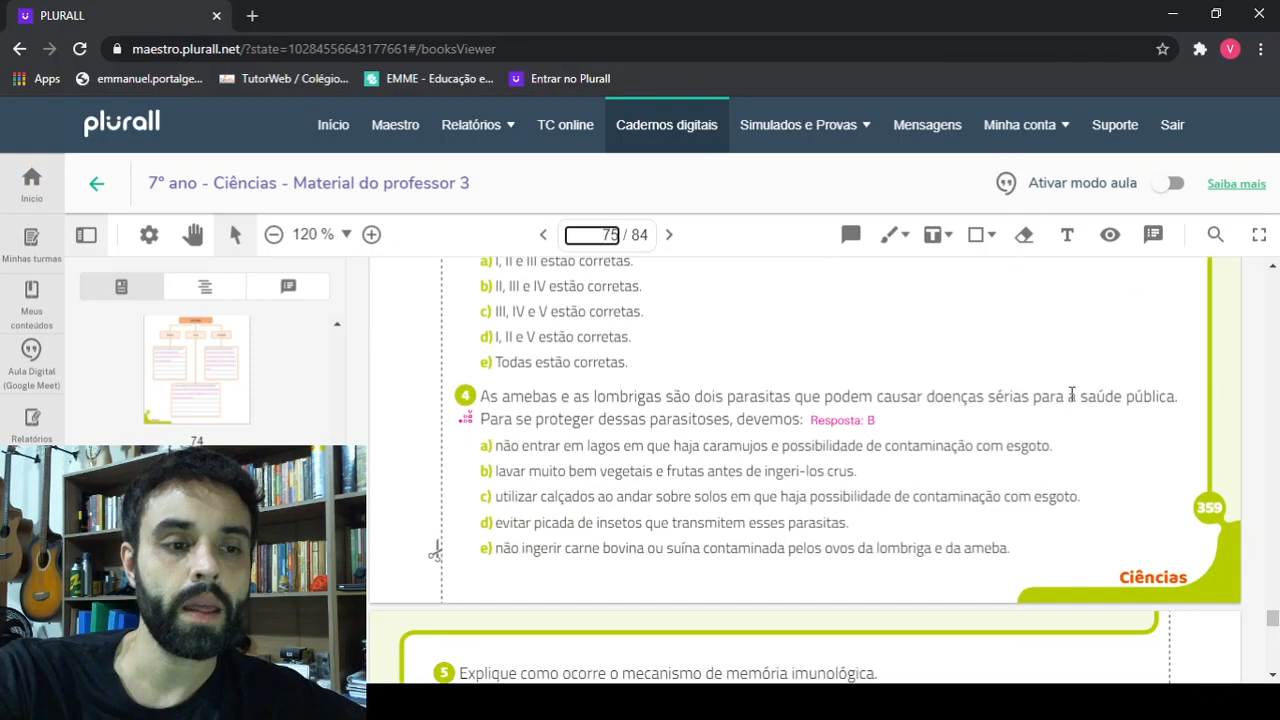 PLURALL
maestro.plurall.net/?state=10284556643177661#/booksViewer
V
Apps
emmanuel.portalge...
TutorWeb / Colégio...
EMME - Educação e...
Entrar no Plurall
plurall
Início
Maestro
Relatórios
TC online
Cadernos digitais
Simulados e Provas
Mensagens
Minha conta
Suporte
Sair
Início
7º ano - Ciências - Material do professor 3
Ativar modo aula
Saiba mais
Minhas turmas
120 %
75 / 84
Meus
conteúdos
Aula Digital
(Google Meet)
Relatórios
74
a) I, II e III estão corretas.
b) II, III e IV estão corretas.
c) III, IV e V estão corretas.
d) I, II e V estão corretas.
e) Todas estão corretas.
4 As amebas e as lombrigas são dois parasitas que podem causar doenças sérias para a saúde pública.
Para se proteger dessas parasitoses, devemos: Resposta: B
a) não entrar em lagos em que haja caramujos e possibilidade de contaminação com esgoto.
b) lavar muito bem vegetais e frutas antes de ingeri-los crus.
c) utilizar calçados ao andar sobre solos em que haja possibilidade de contaminação com esgoto.
d) evitar picada de insetos que transmitem esses parasitas.
e) não ingerir carne bovina ou suína contaminada pelos ovos da lombriga e da ameba.
359
Ciências
5 Explique como ocorre o mecanismo de memória imunológica.